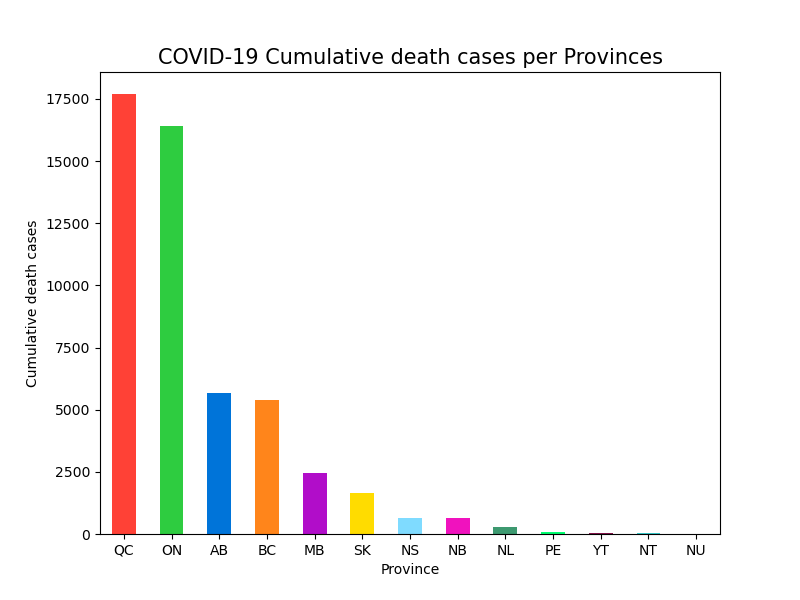 COVID-19 Cumulative death cases per Provinces
17500
15000
12500
10000
7500
5000
2500
0
Cumulative death cases
QC ON AB BC MB SK NS NB NL PE YT NT NU
Province